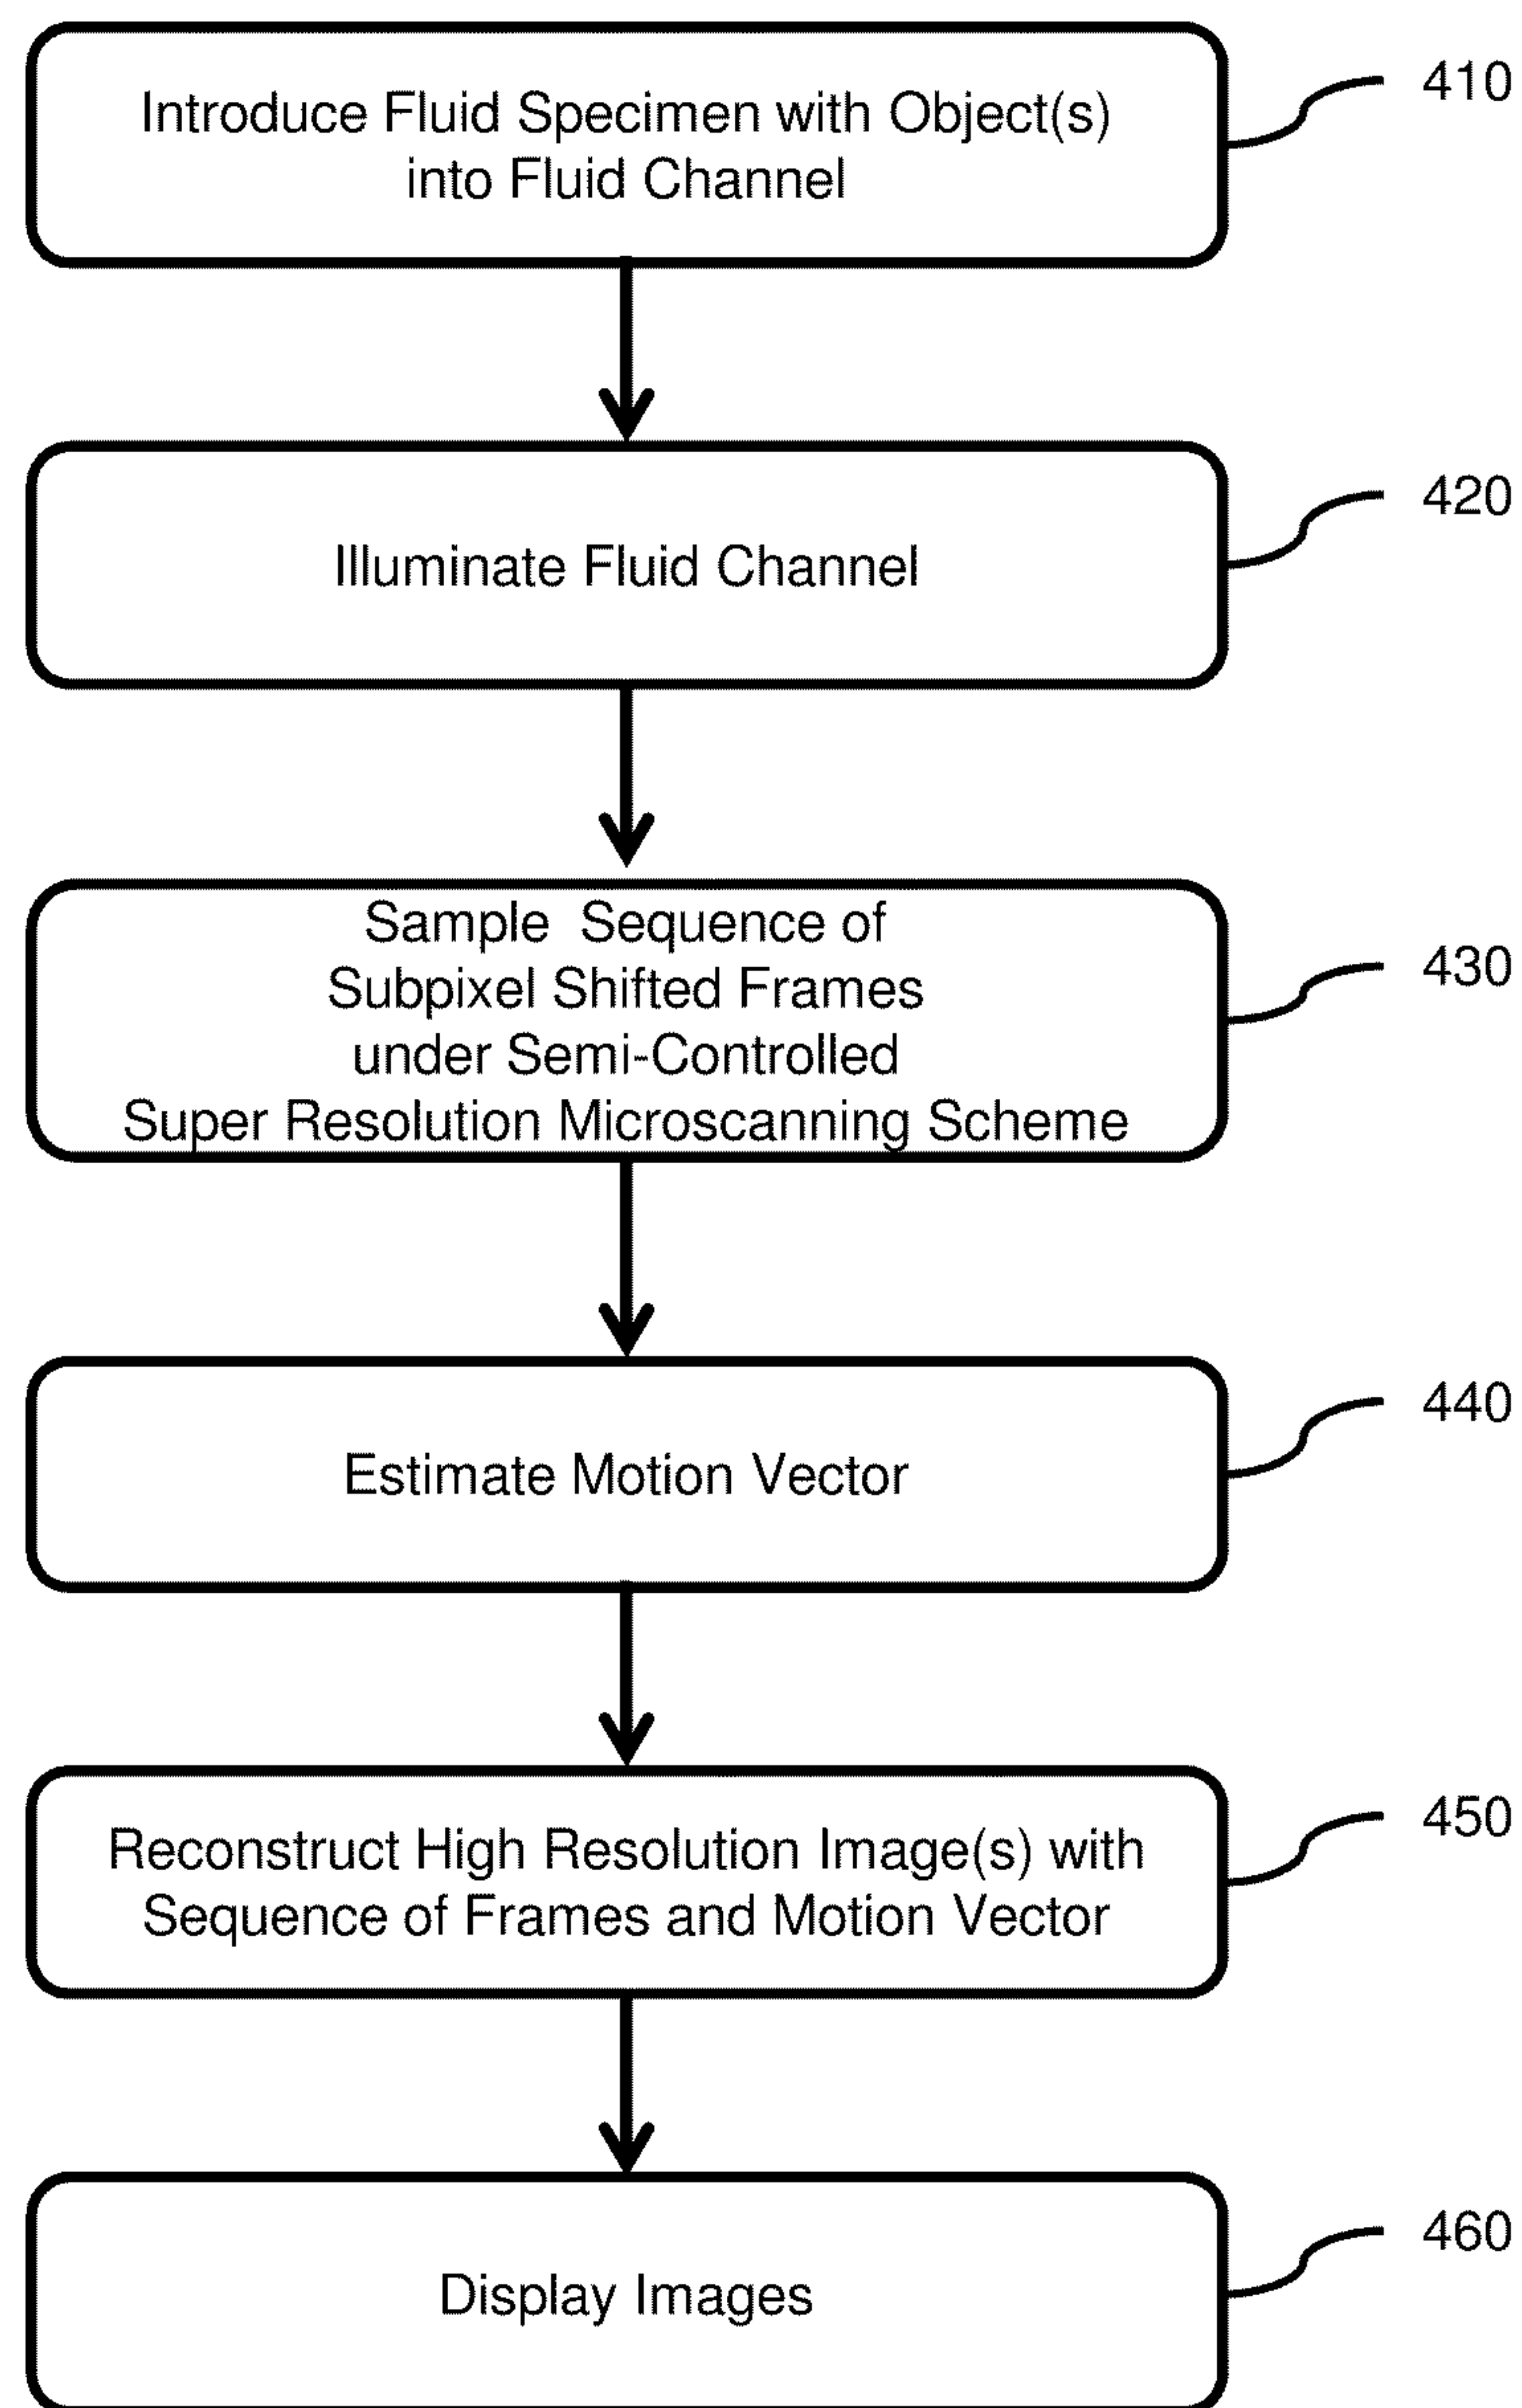 Introduce Fluid Specimen with Object(s)
into Fluid Channel
410
Illuminate Fluid Channel
420
Sample Sequence of
Subpixel Shifted Frames
under Semi-Controlled
Super Resolution Microscanning Scheme
430
Estimate Motion Vector
440
Reconstruct High Resolution Image(s) with
Sequence of Frames and Motion Vector
450
Display Images
460